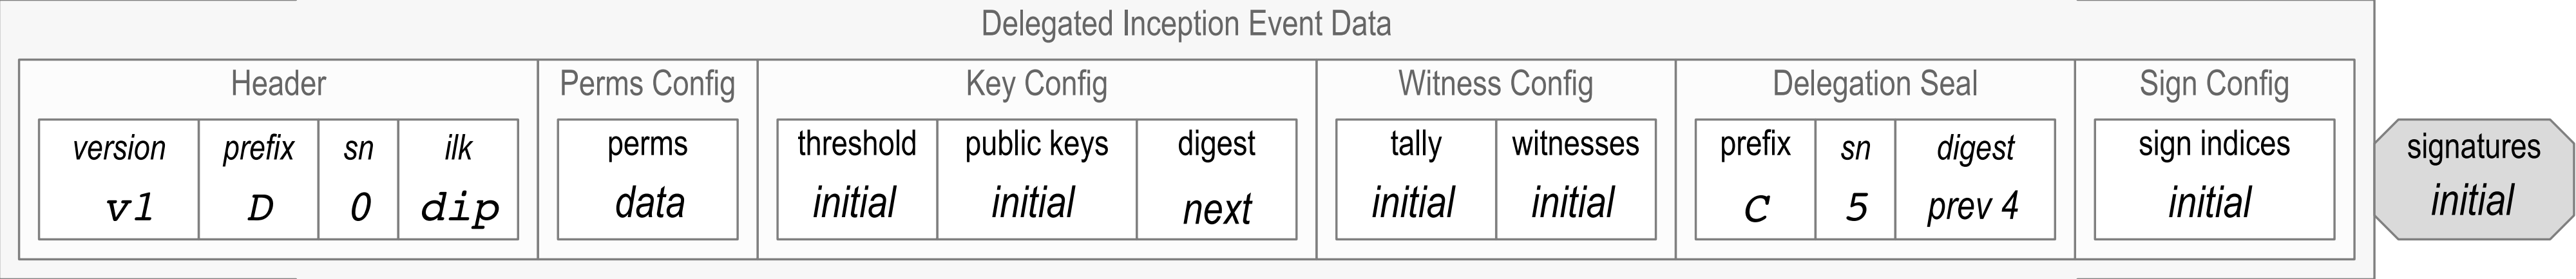 Delegated Inception Event Data
Header Perms Config Key Config Witness Config Delegation Seal Sign Config
version prefix sn ilk perms threshold public keys digest tally witnesses prefix sn digest sign indices signatures
v1 D 0 dip data initial initial next initial initial C 5 prev 4 initial initial